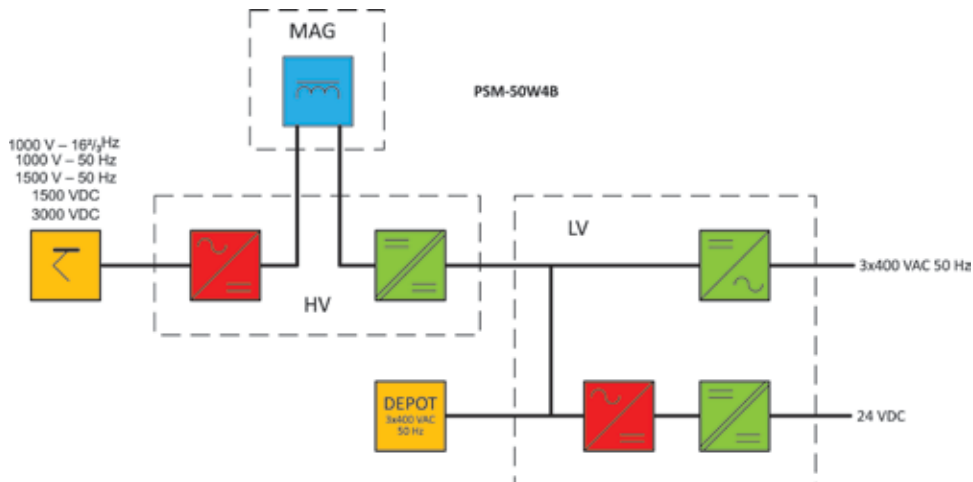 MAG
PSM-50W4B
1000 V – 16²/₃Hz
1000 V – 50 Hz
1500 V – 50 Hz
1500 VDC
3000 VDC
LV
3x400 VAC 50 Hz
HV
DEPOT
3x400 VAC
50 Hz
24 VDC